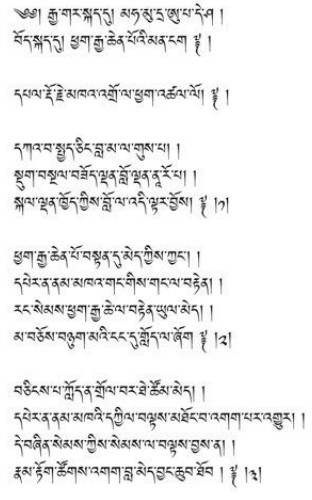 ༄༅། །རྒྱ་གར་སྐད་དུ། མཧཱ་མུ་དྲཱ་ཨུ་པ་དེ་ཤ །
བོད་སྐད་དུ། ཕྱག་རྒྱ་ཆེན་པོའི་མན་ངག ༔ །
དཔལ་རྡོ་རྗེ་མཁའ་འགྲོ་ལ་ཕྱག་འཚལ་ལོ། ༔ །
དཀའ་བ་སྤྱད་ཅིང་བླ་མ་ལ་གུས་པ། །
སྡུག་བསྔལ་བཟོད་ལྡན་བློ་ལྡན་ནཱ་རོ་པ། །
སྐལ་ལྡན་ཁྱོད་ཀྱིས་བློ་ལ་འདི་ལྟར་བྱོས། ༔ །༡།
ཕྱག་རྒྱ་ཆེན་པོ་བསྟན་དུ་མེད་ཀྱིས་ཀྱང་། །
དཔེར་ན་ནམ་མཁའ་གང་གིས་གང་ལ་བརྟེན། །
རང་སེམས་ཕྱག་རྒྱ་ཆེ་ལ་བརྟེན་ཡུལ་མེད། །
མ་བཅོས་གཉུག་མའི་ངང་དུ་གློད་ལ་ཞོག ༔ །༢།
བཅིངས་པ་ཀློད་ན་གྲོལ་བར་ཐེ་ཚོམ་མེད། །
དཔེར་ན་ནམ་མཁའི་དཀྱིལ་བལྟས་མཐོང་བ་འགག་པར་འགྱུར། །
དེ་བཞིན་སེམས་ཀྱིས་སེམས་ལ་བལྟས་བྱས་ན། །
རྣམ་རྟོག་ཚོགས་འགག་བླ་མེད་བྱང་ཆུབ་ཐོབ ། ༔ །༣།